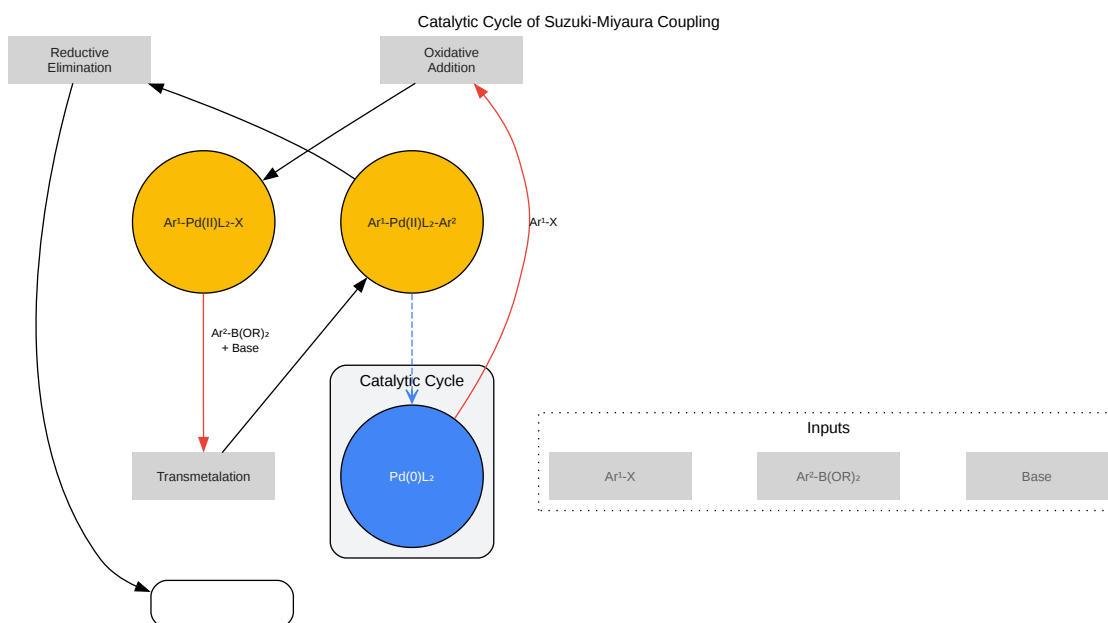 Catalytic Cycle of Suzuki-Miyaura Coupling
Reductive
Elimination
Oxidative
Addition
Ar¹-Pd(II)L₂-X
Ar¹-Pd(II)L₂-Ar²
Ar¹-X
Ar²-B(OR)₂
+ Base
Catalytic Cycle
Inputs
Transmetalation
Pd(0)L₂
Ar¹-X
Ar²-B(OR)₂
Base